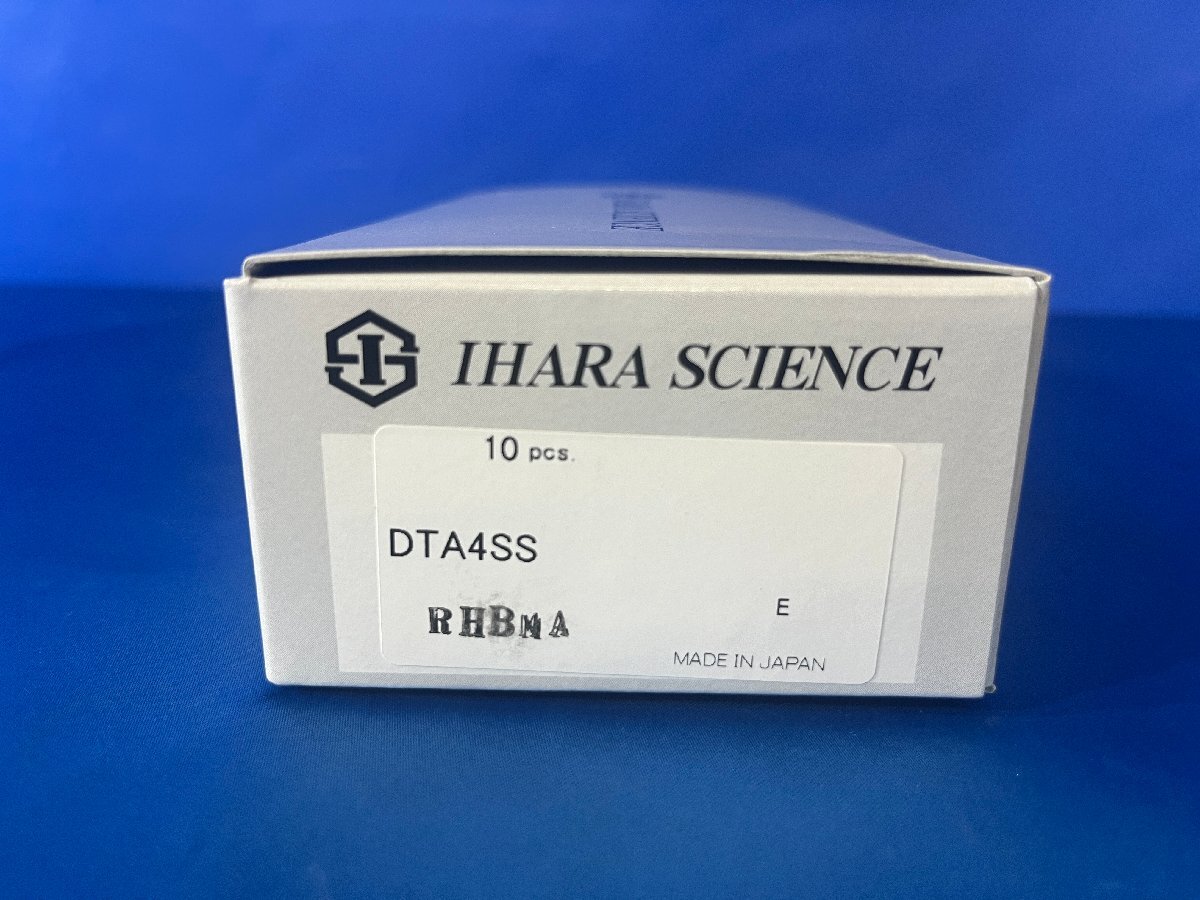 IHARA SCIENCE
10 pcs.
DTA4SS
RHBMA
E
MADE IN JAPAN